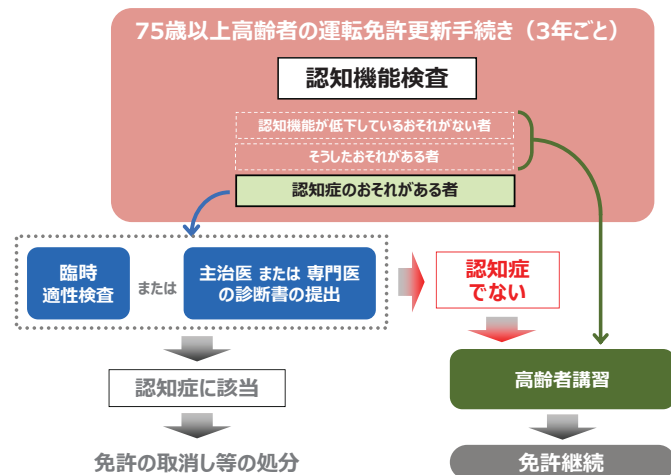 75歳以上高齢者の運転免許更新手続き（3年ごと）
認知機能検査
認知機能が低下しているおそれがない者
そうしたおそれがある者
認知症のおそれがある者
臨時
適性検査
または
主治医 または 専門医
の診断書の提出
認知症
でない
認知症に該当
高齢者講習
免許の取消し等の処分
免許継続